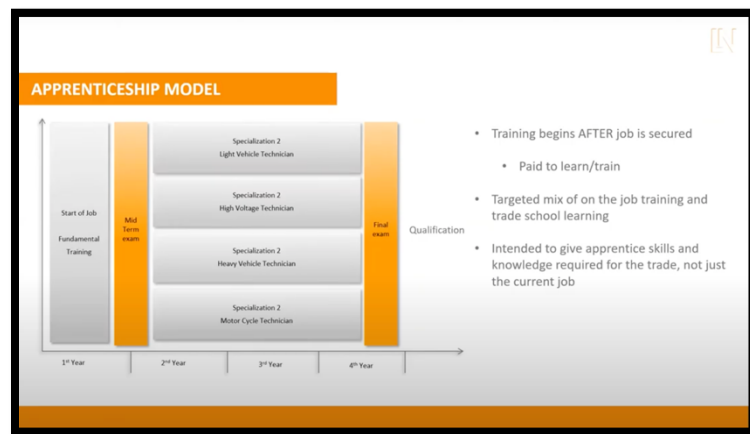 APPRENTICESHIP MODEL
Start of Job
Fundamental
Training
Mid
Term
exam
Specialization 2
Light Vehicle Technician
Specialization 2
High Voltage Technician
Specialization 2
Heavy Vehicle Technician
Specialization 2
Motor Cycle Technician
Final
exam
Qualification
1st Year
2nd Year
3rd Year
4th Year
• Training begins AFTER job is secured
• Paid to learn/train
• Targeted mix of on the job training and
trade school learning
• Intended to give apprentice skills and
knowledge required for the trade, not just
the current job